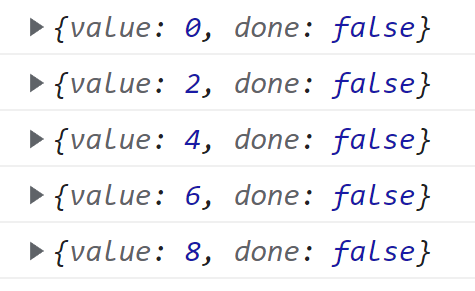 {value: 0, done: false}
{value: 2, done: false}
{value: 4, done: false}
{value: 6, done: false}
{value: 8, done: false}